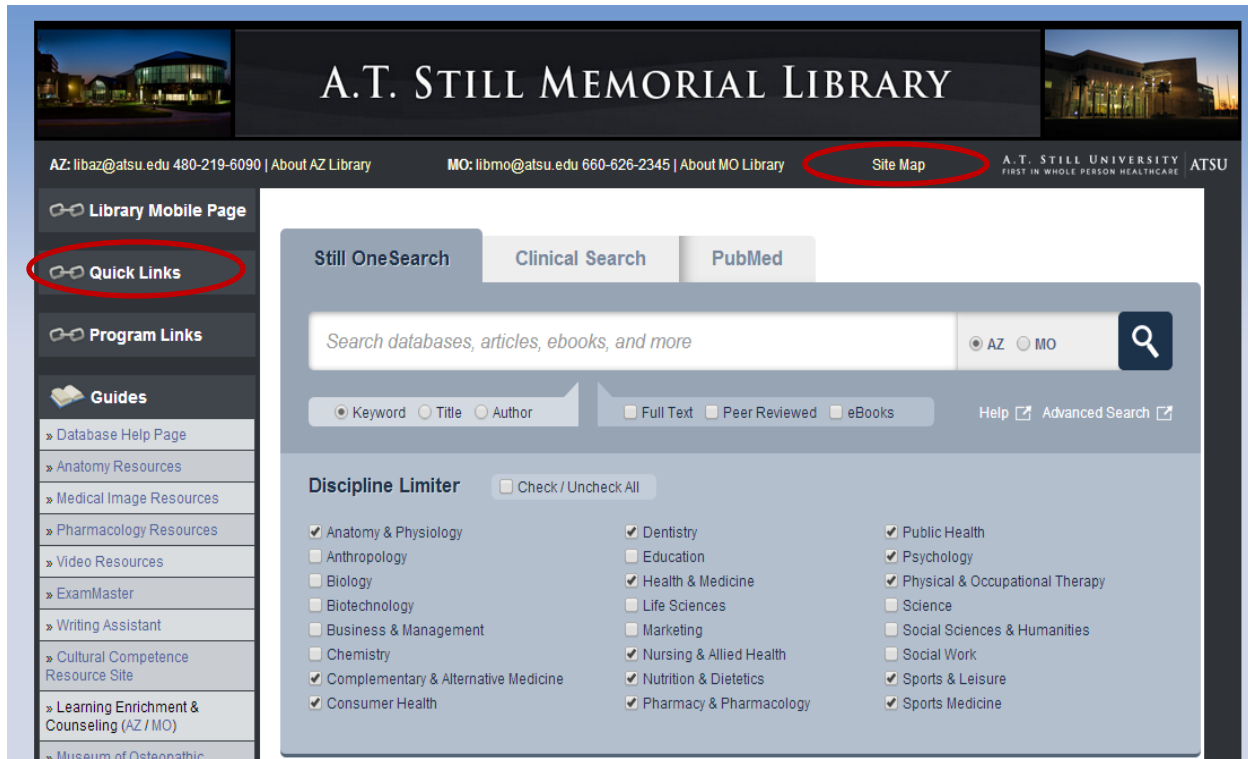 A.T. STILL MEMORIAL LIBRARY
AZ: libaz@atsu.edu 480-219-6090 | About AZ Library
MO: libmo@atsu.edu 660-626-2345 | About MO Library
Site Map
A.T. STILL UNIVERSITY
FIRST IN WHOLE PERSON HEALTHCARE
ATSU
Library Mobile Page
Quick Links
Program Links
Guides
» Database Help Page
» Anatomy Resources
» Medical Image Resources
» Pharmacology Resources
» Video Resources
» ExamMaster
» Writing Assistant
» Cultural Competence
Resource Site
» Learning Enrichment &
Counseling (AZ / MO)
» Museum of Osteopathic
Still OneSearch
Clinical Search
PubMed
Search databases, articles, ebooks, and more
AZ MO
Keyword Title Author
Full Text Peer Reviewed eBooks
Help Advanced Search
Discipline Limiter
Check / Uncheck All
Anatomy & Physiology
Anthropology
Biology
Biotechnology
Business & Management
Chemistry
Complementary & Alternative Medicine
Consumer Health
Dentistry
Education
Health & Medicine
Life Sciences
Marketing
Nursing & Allied Health
Nutrition & Dietetics
Pharmacy & Pharmacology
Public Health
Psychology
Physical & Occupational Therapy
Science
Social Sciences & Humanities
Social Work
Sports & Leisure
Sports Medicine